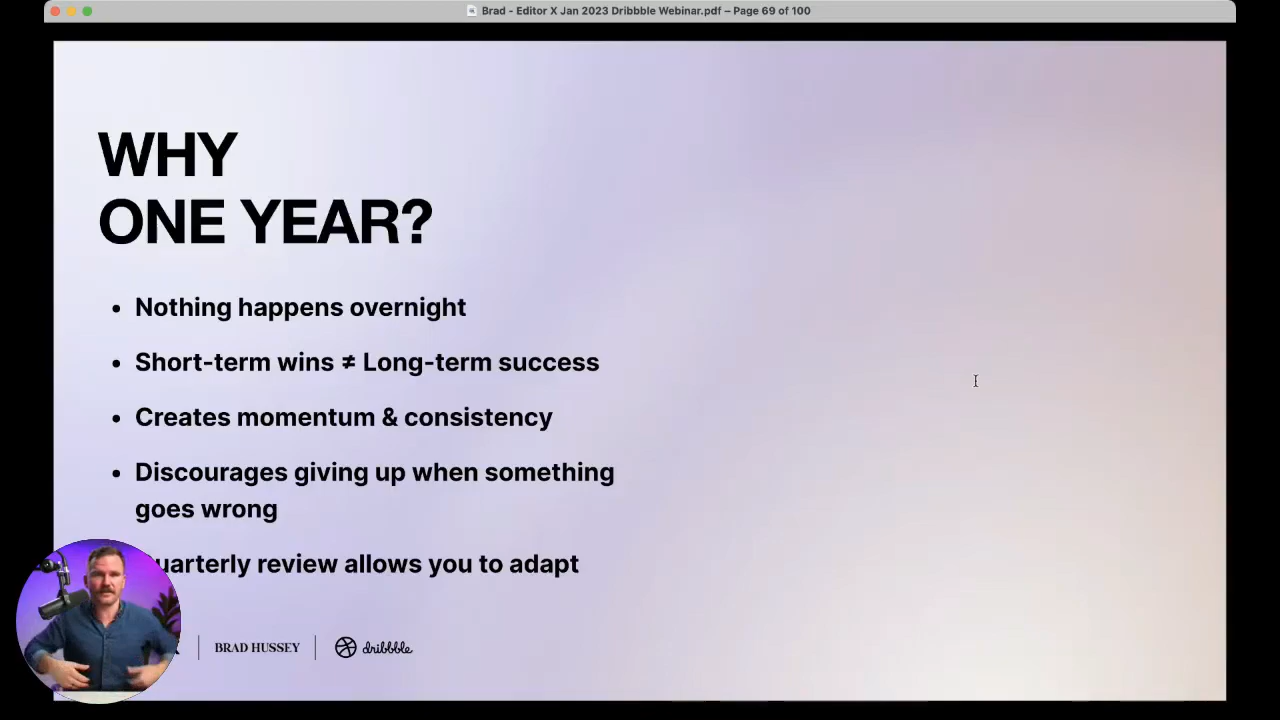 Brad - Editor X Jan 2023 Dribbble Webinar.pdf – Page 69 of 100
WHY
ONE YEAR?
• Nothing happens overnight
• Short-term wins ≠ Long-term success
• Creates momentum & consistency
• Discourages giving up when something
goes wrong
review allows you to adapt
BRAD HUSSEY
dribbble